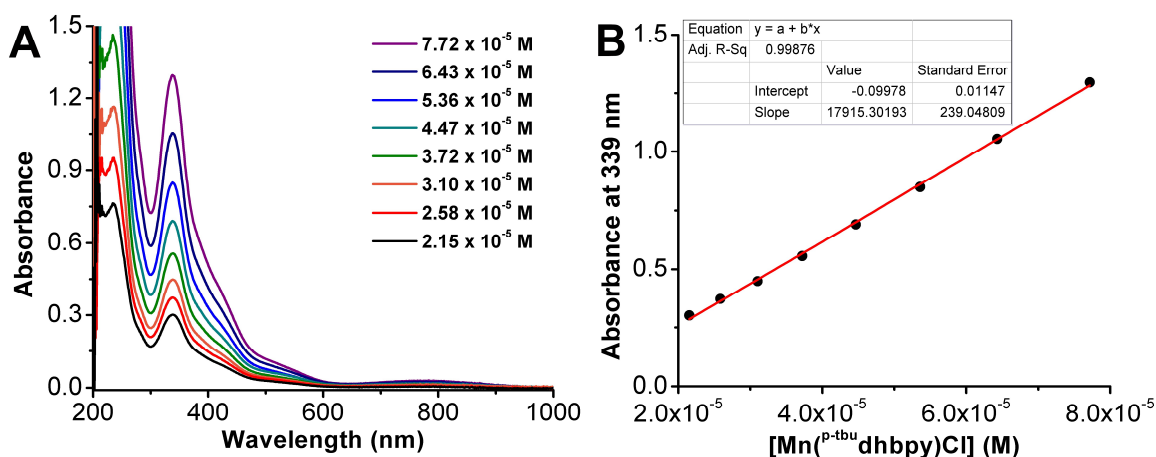 A
7.72 x 10⁻⁵ M
6.43 x 10⁻⁵ M
5.36 x 10⁻⁵ M
4.47 x 10⁻⁵ M
3.72 x 10⁻⁵ M
3.10 x 10⁻⁵ M
2.58 x 10⁻⁵ M
2.15 x 10⁻⁵ M
Absorbance
1.5
1.2
0.9
0.6
0.3
0.0
200 400 600 800 1000
Wavelength (nm)
B
Equation y = a + b*x
Adj. R-Sq 0.99876
Value Standard Error
Intercept -0.09978 0.01147
Slope 17915.30193 239.04809
Absorbance at 339 nm
1.5
1.0
0.5
0.0
2.0x10⁻⁵ 4.0x10⁻⁵ 6.0x10⁻⁵ 8.0x10⁻⁵
[Mn(ᵖ⁻ᵗᵇᵘdhbpy)Cl] (M)